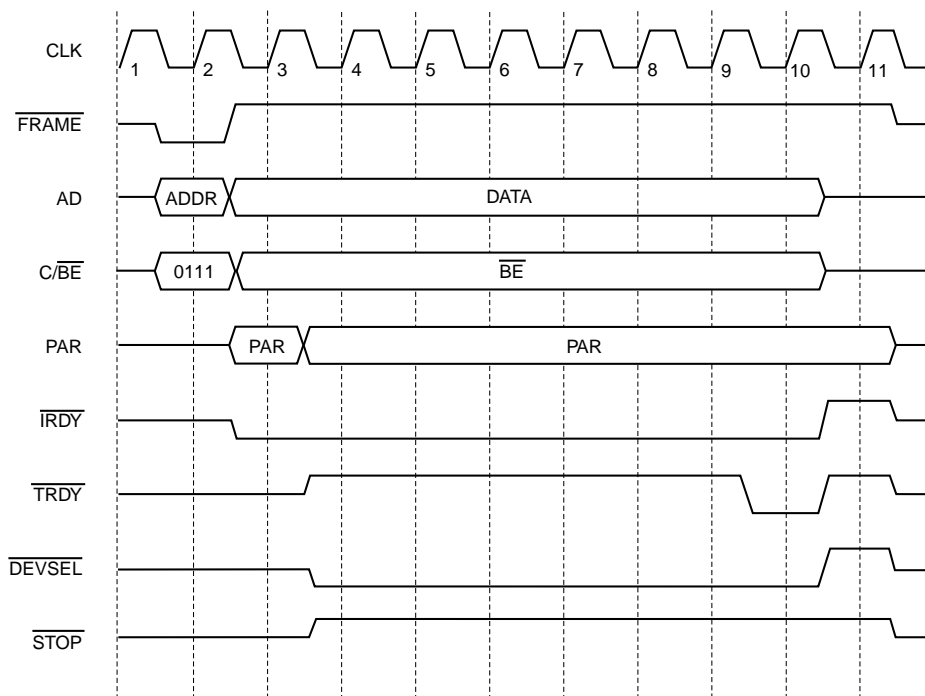 CLK
1 2 3 4 5 6 7 8 9 10 11
FRAME
AD ADDR DATA
C/BE 0111 BE
PAR PAR PAR
IRDY
TRDY
DEVSEL
STOP